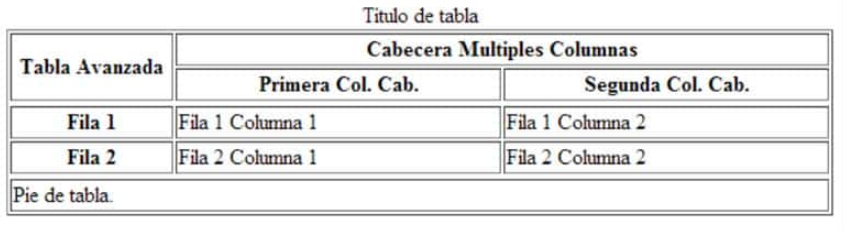 Titulo de tabla
Tabla Avanzada
Cabecera Multiples Columnas
Primera Col. Cab.
Segunda Col. Cab.
Fila 1
Fila 1 Columna 1
Fila 1 Columna 2
Fila 2
Fila 2 Columna 1
Fila 2 Columna 2
Pie de tabla.